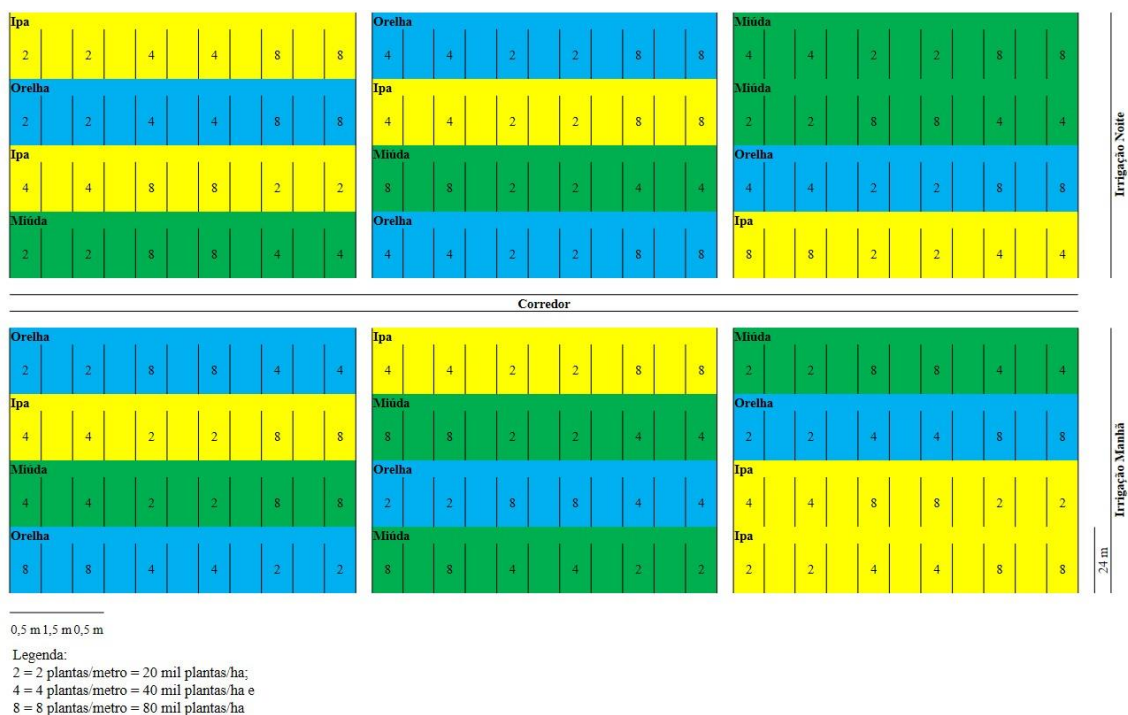 Ipa
2 2 4 4 8 8
Orelha
2 2 4 4 8 8
Ipa
4 4 8 8 2 2
Miúda
2 2 8 8 4 4
Orelha
4 4 2 2 8 8
Ipa
4 4 2 2 8 8
Miúda
8 8 2 2 4 4
Orelha
4 4 2 2 8 8
Miúda
4 4 2 2 8 8
Miúda
2 2 8 8 4 4
Orelha
4 4 2 2 8 8
Ipa
8 8 2 2 4 4
Irrigação Noite
Corredor
Orelha
2 2 8 8 4 4
Ipa
4 4 2 2 8 8
Miúda
4 4 2 2 8 8
Orelha
8 8 4 4 2 2
Ipa
4 4 2 2 8 8
Miúda
8 8 2 2 4 4
Orelha
2 2 8 8 4 4
Miúda
8 8 4 4 2 2
Miúda
2 2 8 8 4 4
Orelha
2 2 4 4 8 8
Ipa
4 4 8 8 2 2
Ipa
2 2 4 4 8 8
24 m
Irrigação Manhã
0,5 m 1,5 m 0,5 m
Legenda:
2 = 2 plantas/metro = 20 mil plantas/ha;
4 = 4 plantas/metro = 40 mil plantas/ha e
8 = 8 plantas/metro = 80 mil plantas/ha